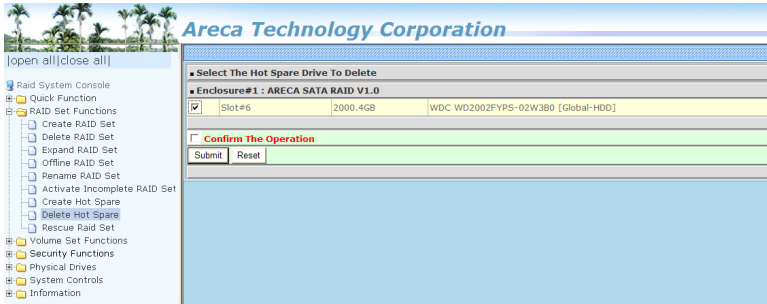 Areca Technology Corporation
|open all|close all|
Raid System Console
Quick Function
RAID Set Functions
Create RAID Set
Delete RAID Set
Expand RAID Set
Offline RAID Set
Rename RAID Set
Activate Incomplete RAID Set
Create Hot Spare
Delete Hot Spare
Rescue Raid Set
Volume Set Functions
Security Functions
Physical Drives
System Controls
Information
Select The Hot Spare Drive To Delete
Enclosure#1 : ARECA SATA RAID V1.0
Slot#6 2000.4GB WDC WD2002FYPS-02W3B0 [Global-HDD]
Confirm The Operation
Submit Reset